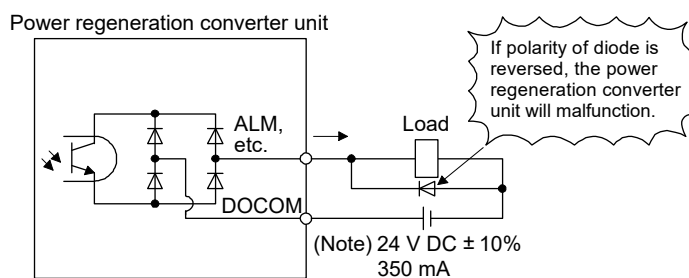 Power regeneration converter unit
If polarity of diode is
reversed, the power
regeneration converter
unit will malfunction.
ALM,
etc.
Load
DOCOM
(Note) 24 V DC ± 10%
350 mA